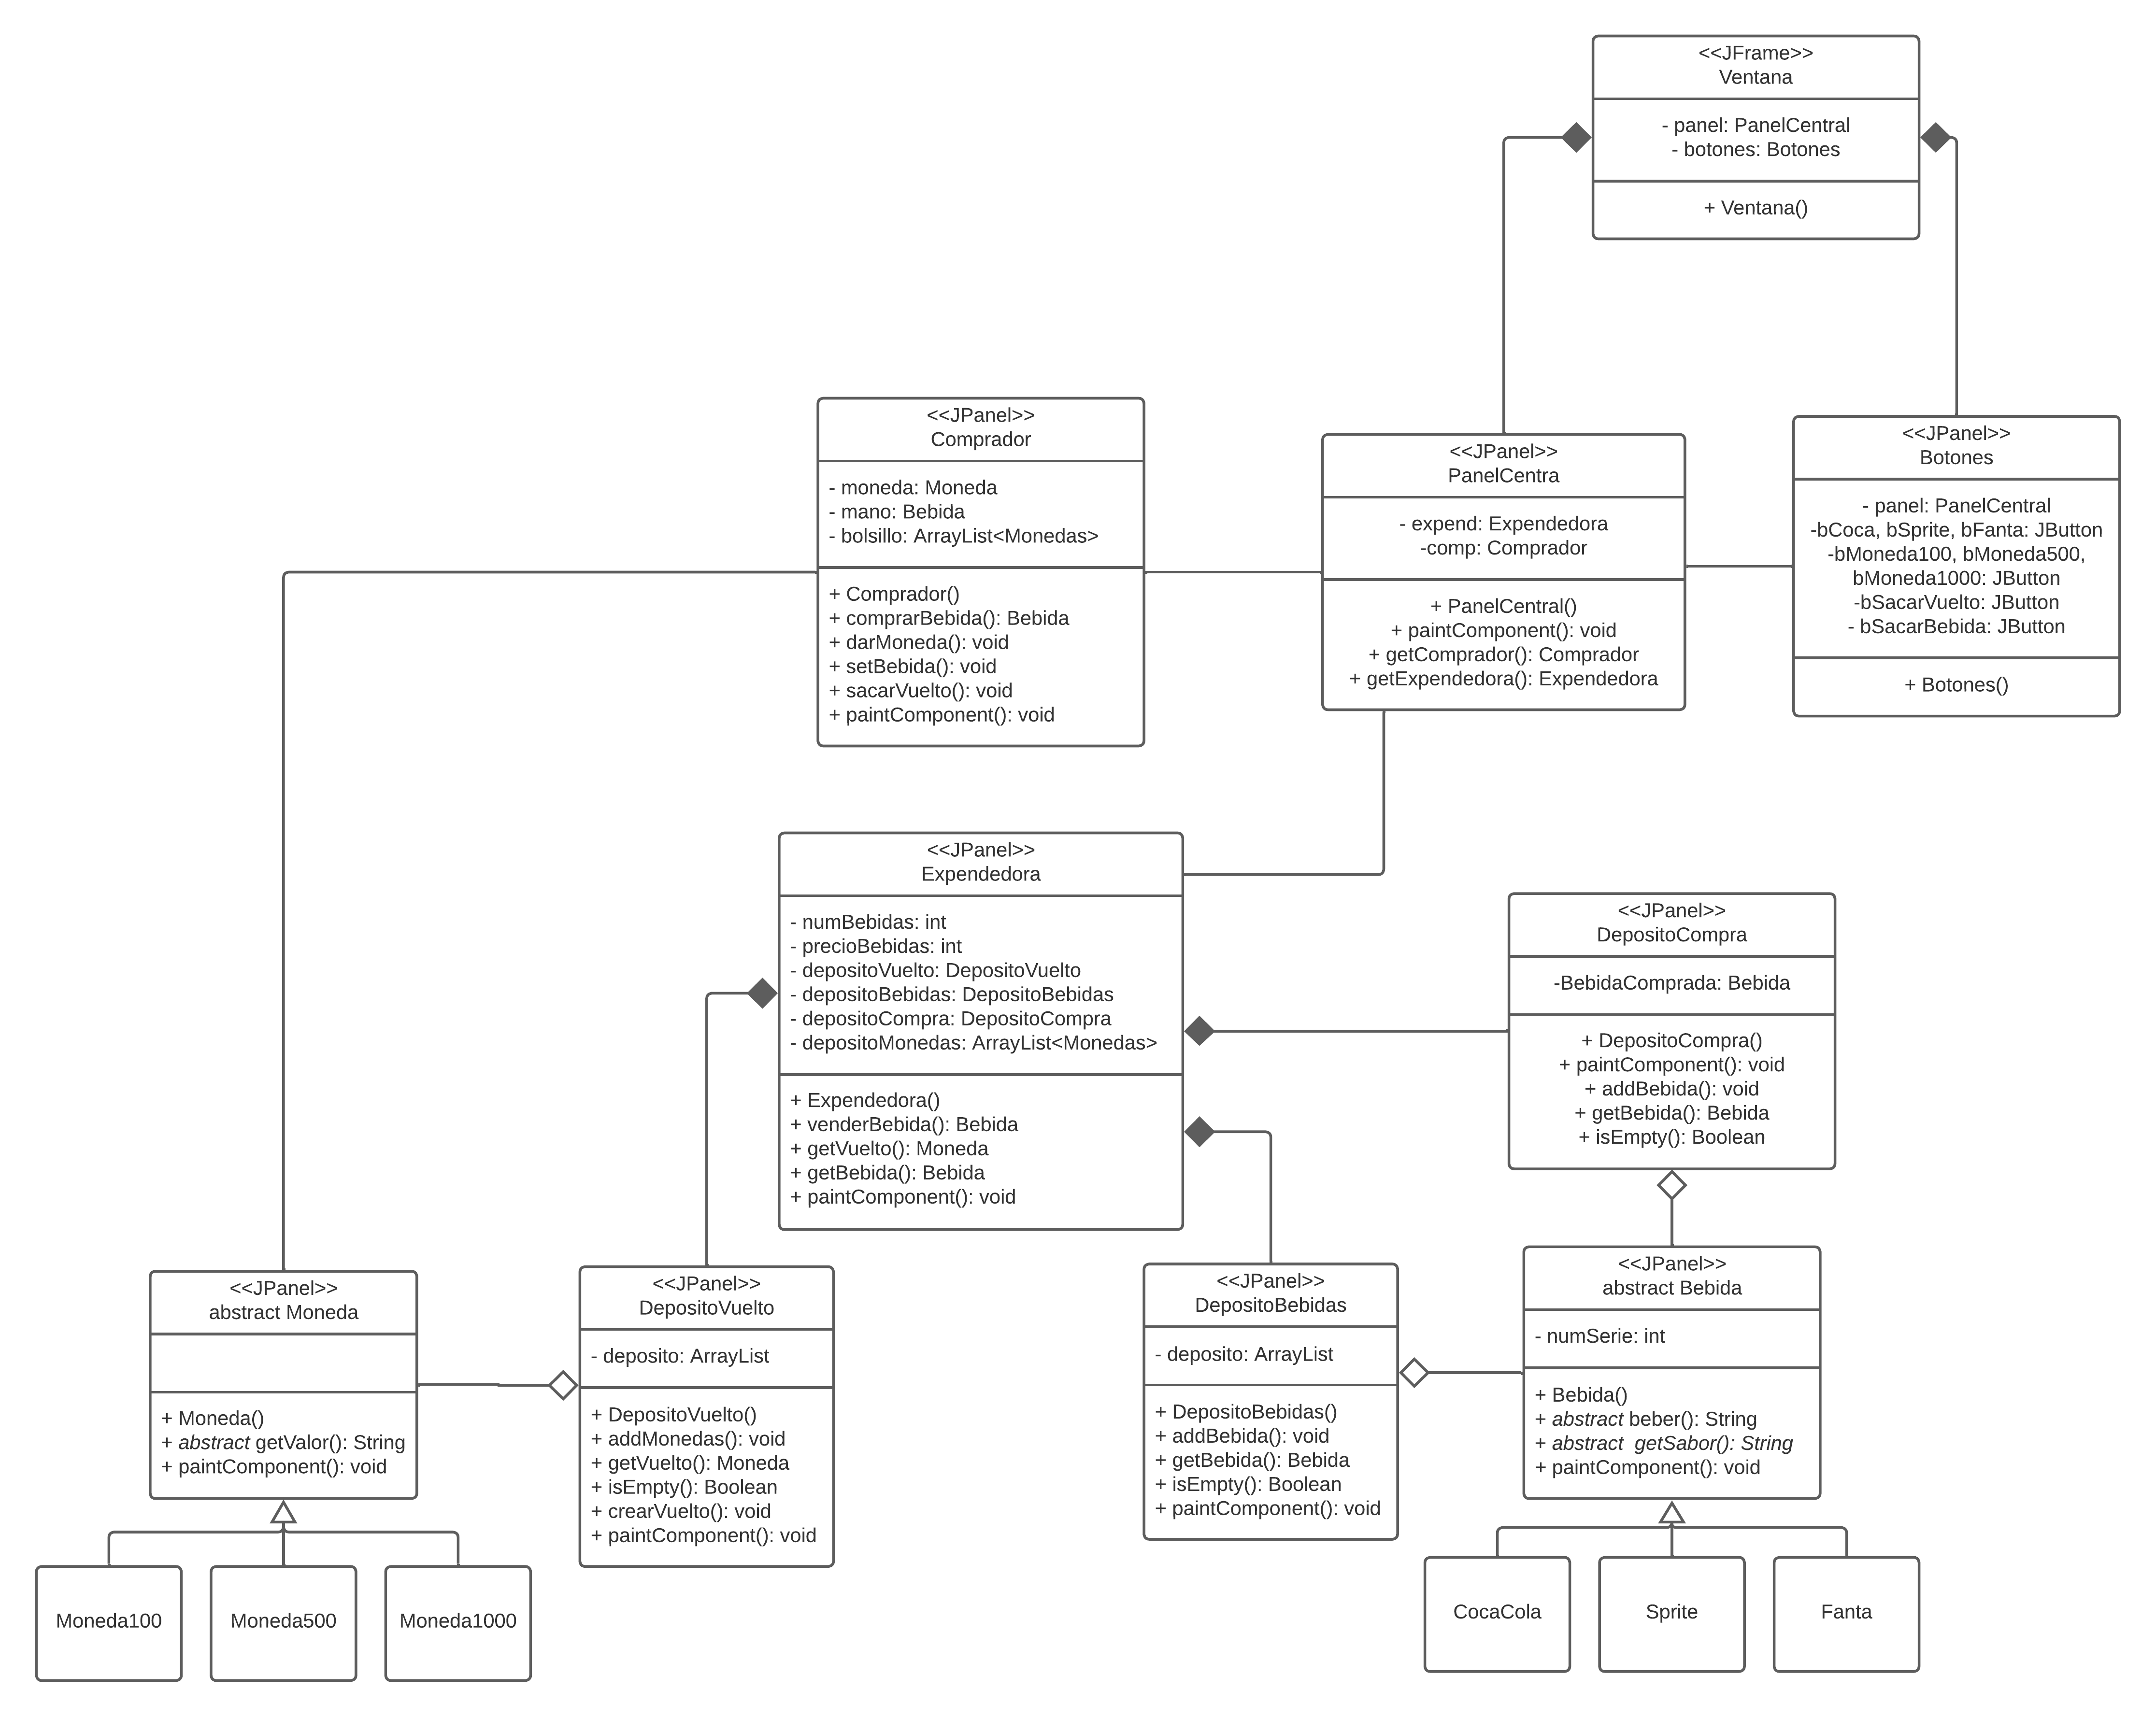 <<JFrame>>
Ventana
- panel: PanelCentral
- botones: Botones
+ Ventana()
<<JPanel>>
Comprador
- moneda: Moneda
- mano: Bebida
- bolsillo: ArrayList<Monedas>
+ Comprador()
+ comprarBebida(): Bebida
+ darMoneda(): void
+ setBebida(): void
+ sacarVuelto(): void
+ paintComponent(): void
<<JPanel>>
PanelCentra
- expend: Expendedora
-comp: Comprador
+ PanelCentral()
+ paintComponent(): void
+ getComprador(): Comprador
+ getExpendedora(): Expendedora
<<JPanel>>
Botones
- panel: PanelCentral
-bCoca, bSprite, bFanta: JButton
-bMoneda100, bMoneda500,
bMoneda1000: JButton
-bSacarVuelto: JButton
- bSacarBebida: JButton
+ Botones()
<<JPanel>>
Expendedora
- numBebidas: int
- precioBebidas: int
- depositoVuelto: DepositoVuelto
- depositoBebidas: DepositoBebidas
- depositoCompra: DepositoCompra
- depositoMonedas: ArrayList<Monedas>
+ Expendedora()
+ venderBebida(): Bebida
+ getVuelto(): Moneda
+ getBebida(): Bebida
+ paintComponent(): void
<<JPanel>>
DepositoCompra
-BebidaComprada: Bebida
+ DepositoCompra()
+ paintComponent(): void
+ addBebida(): void
+ getBebida(): Bebida
+ isEmpty(): Boolean
<<JPanel>>
abstract Moneda
+ Moneda()
+ abstract getValor(): String
+ paintComponent(): void
<<JPanel>>
DepositoVuelto
- deposito: ArrayList
+ DepositoVuelto()
+ addMonedas(): void
+ getVuelto(): Moneda
+ isEmpty(): Boolean
+ crearVuelto(): void
+ paintComponent(): void
<<JPanel>>
DepositoBebidas
- deposito: ArrayList
+ DepositoBebidas()
+ addBebida(): void
+ getBebida(): Bebida
+ isEmpty(): Boolean
+ paintComponent(): void
<<JPanel>>
abstract Bebida
- numSerie: int
+ Bebida()
+ abstract beber(): String
+ abstract  getSabor(): String
+ paintComponent(): void
Moneda100
Moneda500
Moneda1000
CocaCola
Sprite
Fanta